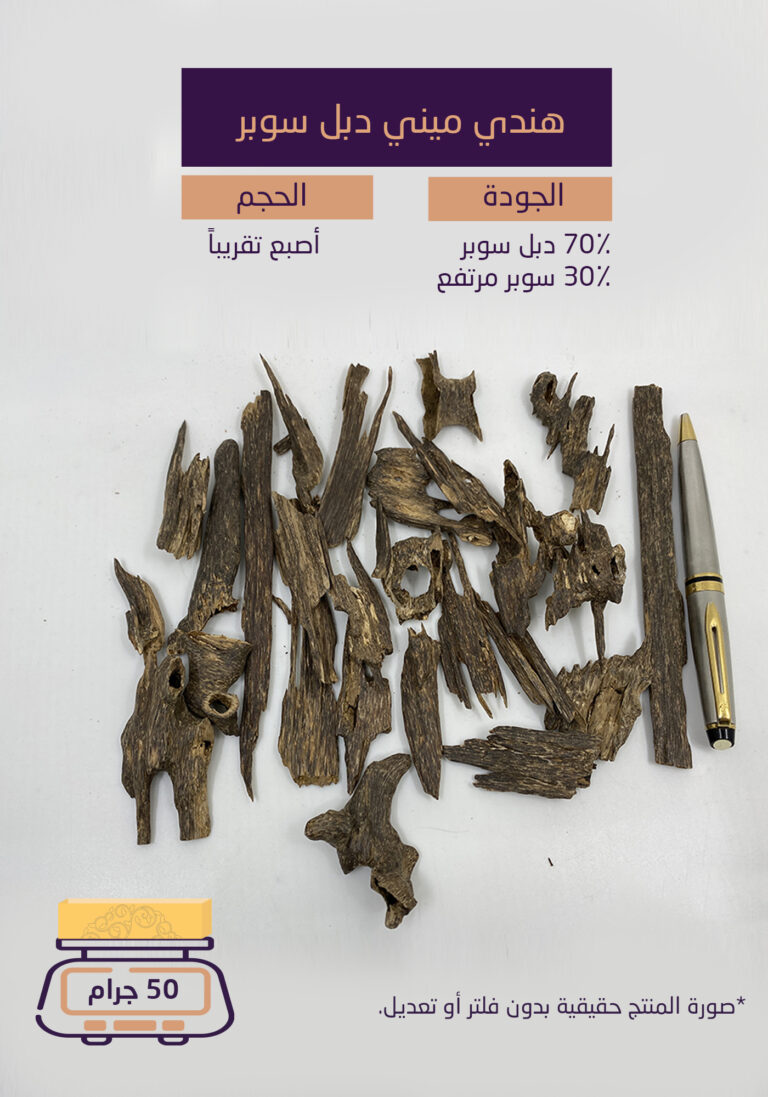 هندي ميني دبل سوبر
الجودة
70٪ دبل سوبر
30٪ سوبر مرتفع
الحجم
أصبع تقريباً
50 جرام
*صورة المنتج حقيقية بدون فلتر أو تعديل.